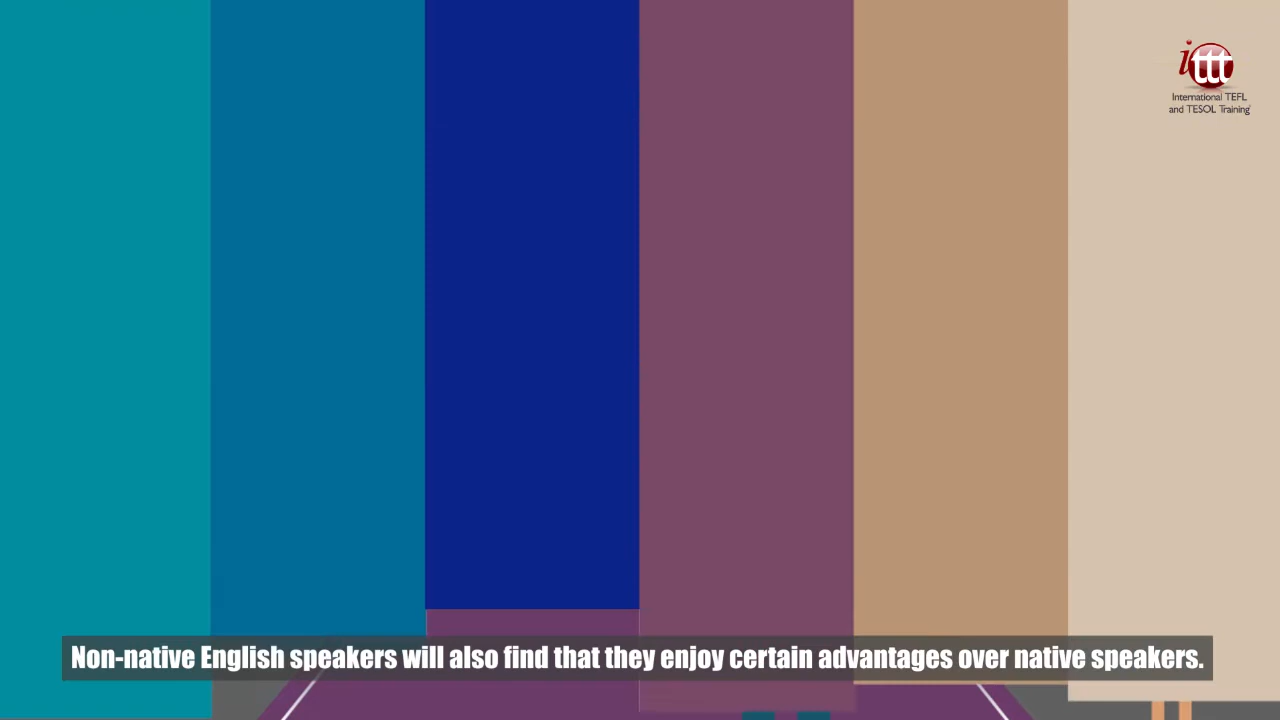 ittt
International TEFL
and TESOL Training
Non-native English speakers will also find that they enjoy certain advantages over native speakers.